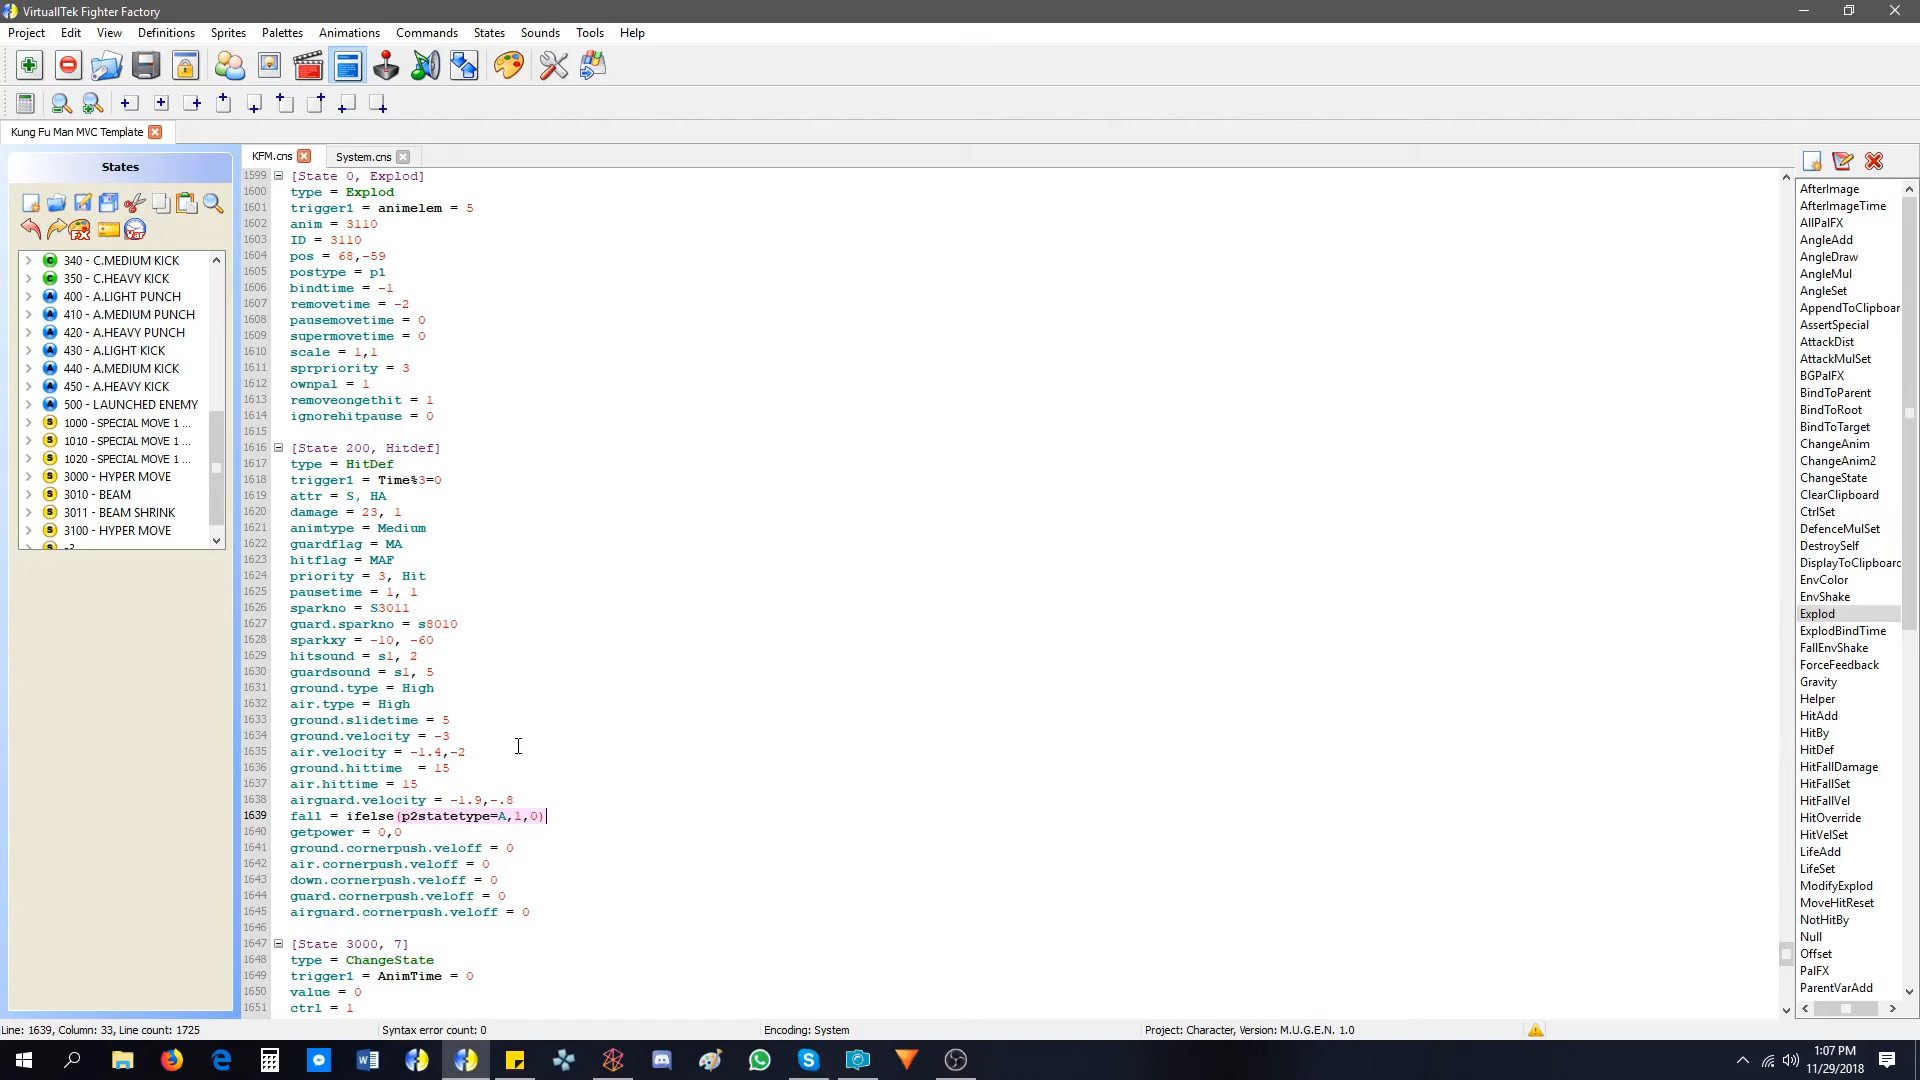 VirtuallTek Fighter Factory
Project Edit View Definitions Sprites Palettes Animations Commands States Sounds Tools Help
Kung Fu Man MVC Template
States
340 - C.MEDIUM KICK
350 - C.HEAVY KICK
400 - A.LIGHT PUNCH
410 - A.MEDIUM PUNCH
420 - A.HEAVY PUNCH
430 - A.LIGHT KICK
440 - A.MEDIUM KICK
450 - A.HEAVY KICK
500 - LAUNCHED ENEMY
1000 - SPECIAL MOVE 1 ...
1010 - SPECIAL MOVE 1 ...
1020 - SPECIAL MOVE 1 ...
3000 - HYPER MOVE
3010 - BEAM
3011 - BEAM SHRINK
3100 - HYPER MOVE
KFM.cns System.cns
1599 [State 0, Explod]
1600 type = Explod
1601 trigger1 = animelem = 5
1602 anim = 3110
1603 ID = 3110
1604 pos = 68,-59
1605 postype = p1
1606 bindtime = -1
1607 removetime = -2
1608 pausemovetime = 0
1609 supermovetime = 0
1610 scale = 1,1
1611 sprpriority = 3
1612 ownpal = 1
1613 removeongethit = 1
1614 ignorehitpause = 0
1615
1616 [State 200, Hitdef]
1617 type = HitDef
1618 trigger1 = Time%3=0
1619 attr = S, HA
1620 damage = 23, 1
1621 animtype = Medium
1622 guardflag = MA
1623 hitflag = MAF
1624 priority = 3, Hit
1625 pausetime = 1, 1
1626 sparkno = S3011
1627 guard.sparkno = s8010
1628 sparkxy = -10, -60
1629 hitsound = s1, 2
1630 guardsound = s1, 5
1631 ground.type = High
1632 air.type = High
1633 ground.slidetime = 5
1634 ground.velocity = -3
1635 air.velocity = -1.4,-2
1636 ground.hittime  = 15
1637 air.hittime = 15
1638 airguard.velocity = -1.9,-.8
1639 fall = ifelse(p2statetype=A,1,0)
1640 getpower = 0,0
1641 ground.cornerpush.veloff = 0
1642 air.cornerpush.veloff = 0
1643 down.cornerpush.veloff = 0
1644 guard.cornerpush.veloff = 0
1645 airguard.cornerpush.veloff = 0
1646
1647 [State 3000, 7]
1648 type = ChangeState
1649 trigger1 = AnimTime = 0
1650 value = 0
1651 ctrl = 1
AfterImage
AfterImageTime
AllPalFX
AngleAdd
AngleDraw
AngleMul
AngleSet
AppendToClipboar
AssertSpecial
AttackDist
AttackMulSet
BGPalFX
BindToParent
BindToRoot
BindToTarget
ChangeAnim
ChangeAnim2
ChangeState
ClearClipboard
CtrlSet
DefenceMulSet
DestroySelf
DisplayToClipboard
EnvColor
EnvShake
Explod
ExplodBindTime
FallEnvShake
ForceFeedback
Gravity
Helper
HitAdd
HitBy
HitDef
HitFallDamage
HitFallSet
HitFallVel
HitOverride
HitVelSet
LifeAdd
LifeSet
ModifyExplod
MoveHitReset
NotHitBy
Null
Offset
PalFX
ParentVarAdd
Line: 1639, Column: 33, Line count: 1725 Syntax error count: 0 Encoding: System Project: Character, Version: M.U.G.E.N. 1.0
1:07 PM
11/29/2018